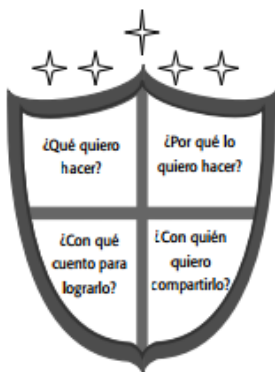 ¿Qué quiero
hacer?
¿Por qué lo
quiero hacer?
¿Con qué
cuento para
lograrlo?
¿Con quién
quiero
compartirlo?